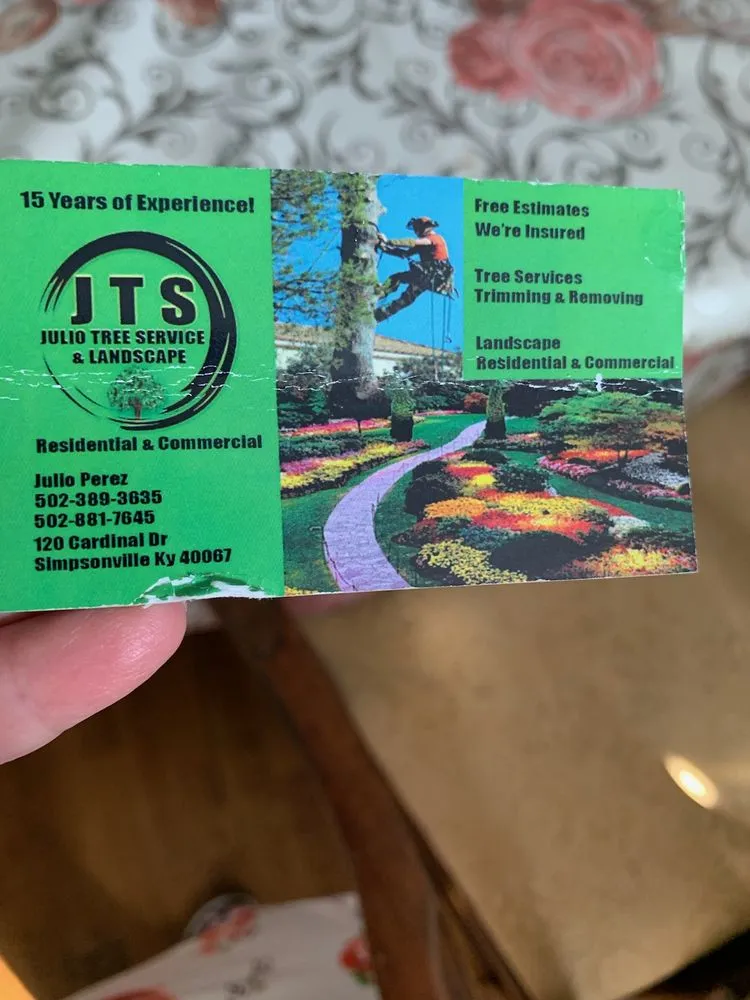 15 Years of Experience!
JTS
JULIO TREE SERVICE
& LANDSCAPE
Residential & Commercial
Julio Perez
502-389-3635
502-881-7645
120 Cardinal Dr
Simpsonville Ky 40067
Free Estimates
We're Insured
Tree Services
Trimming & Removing
Landscape
Residential & Commercial